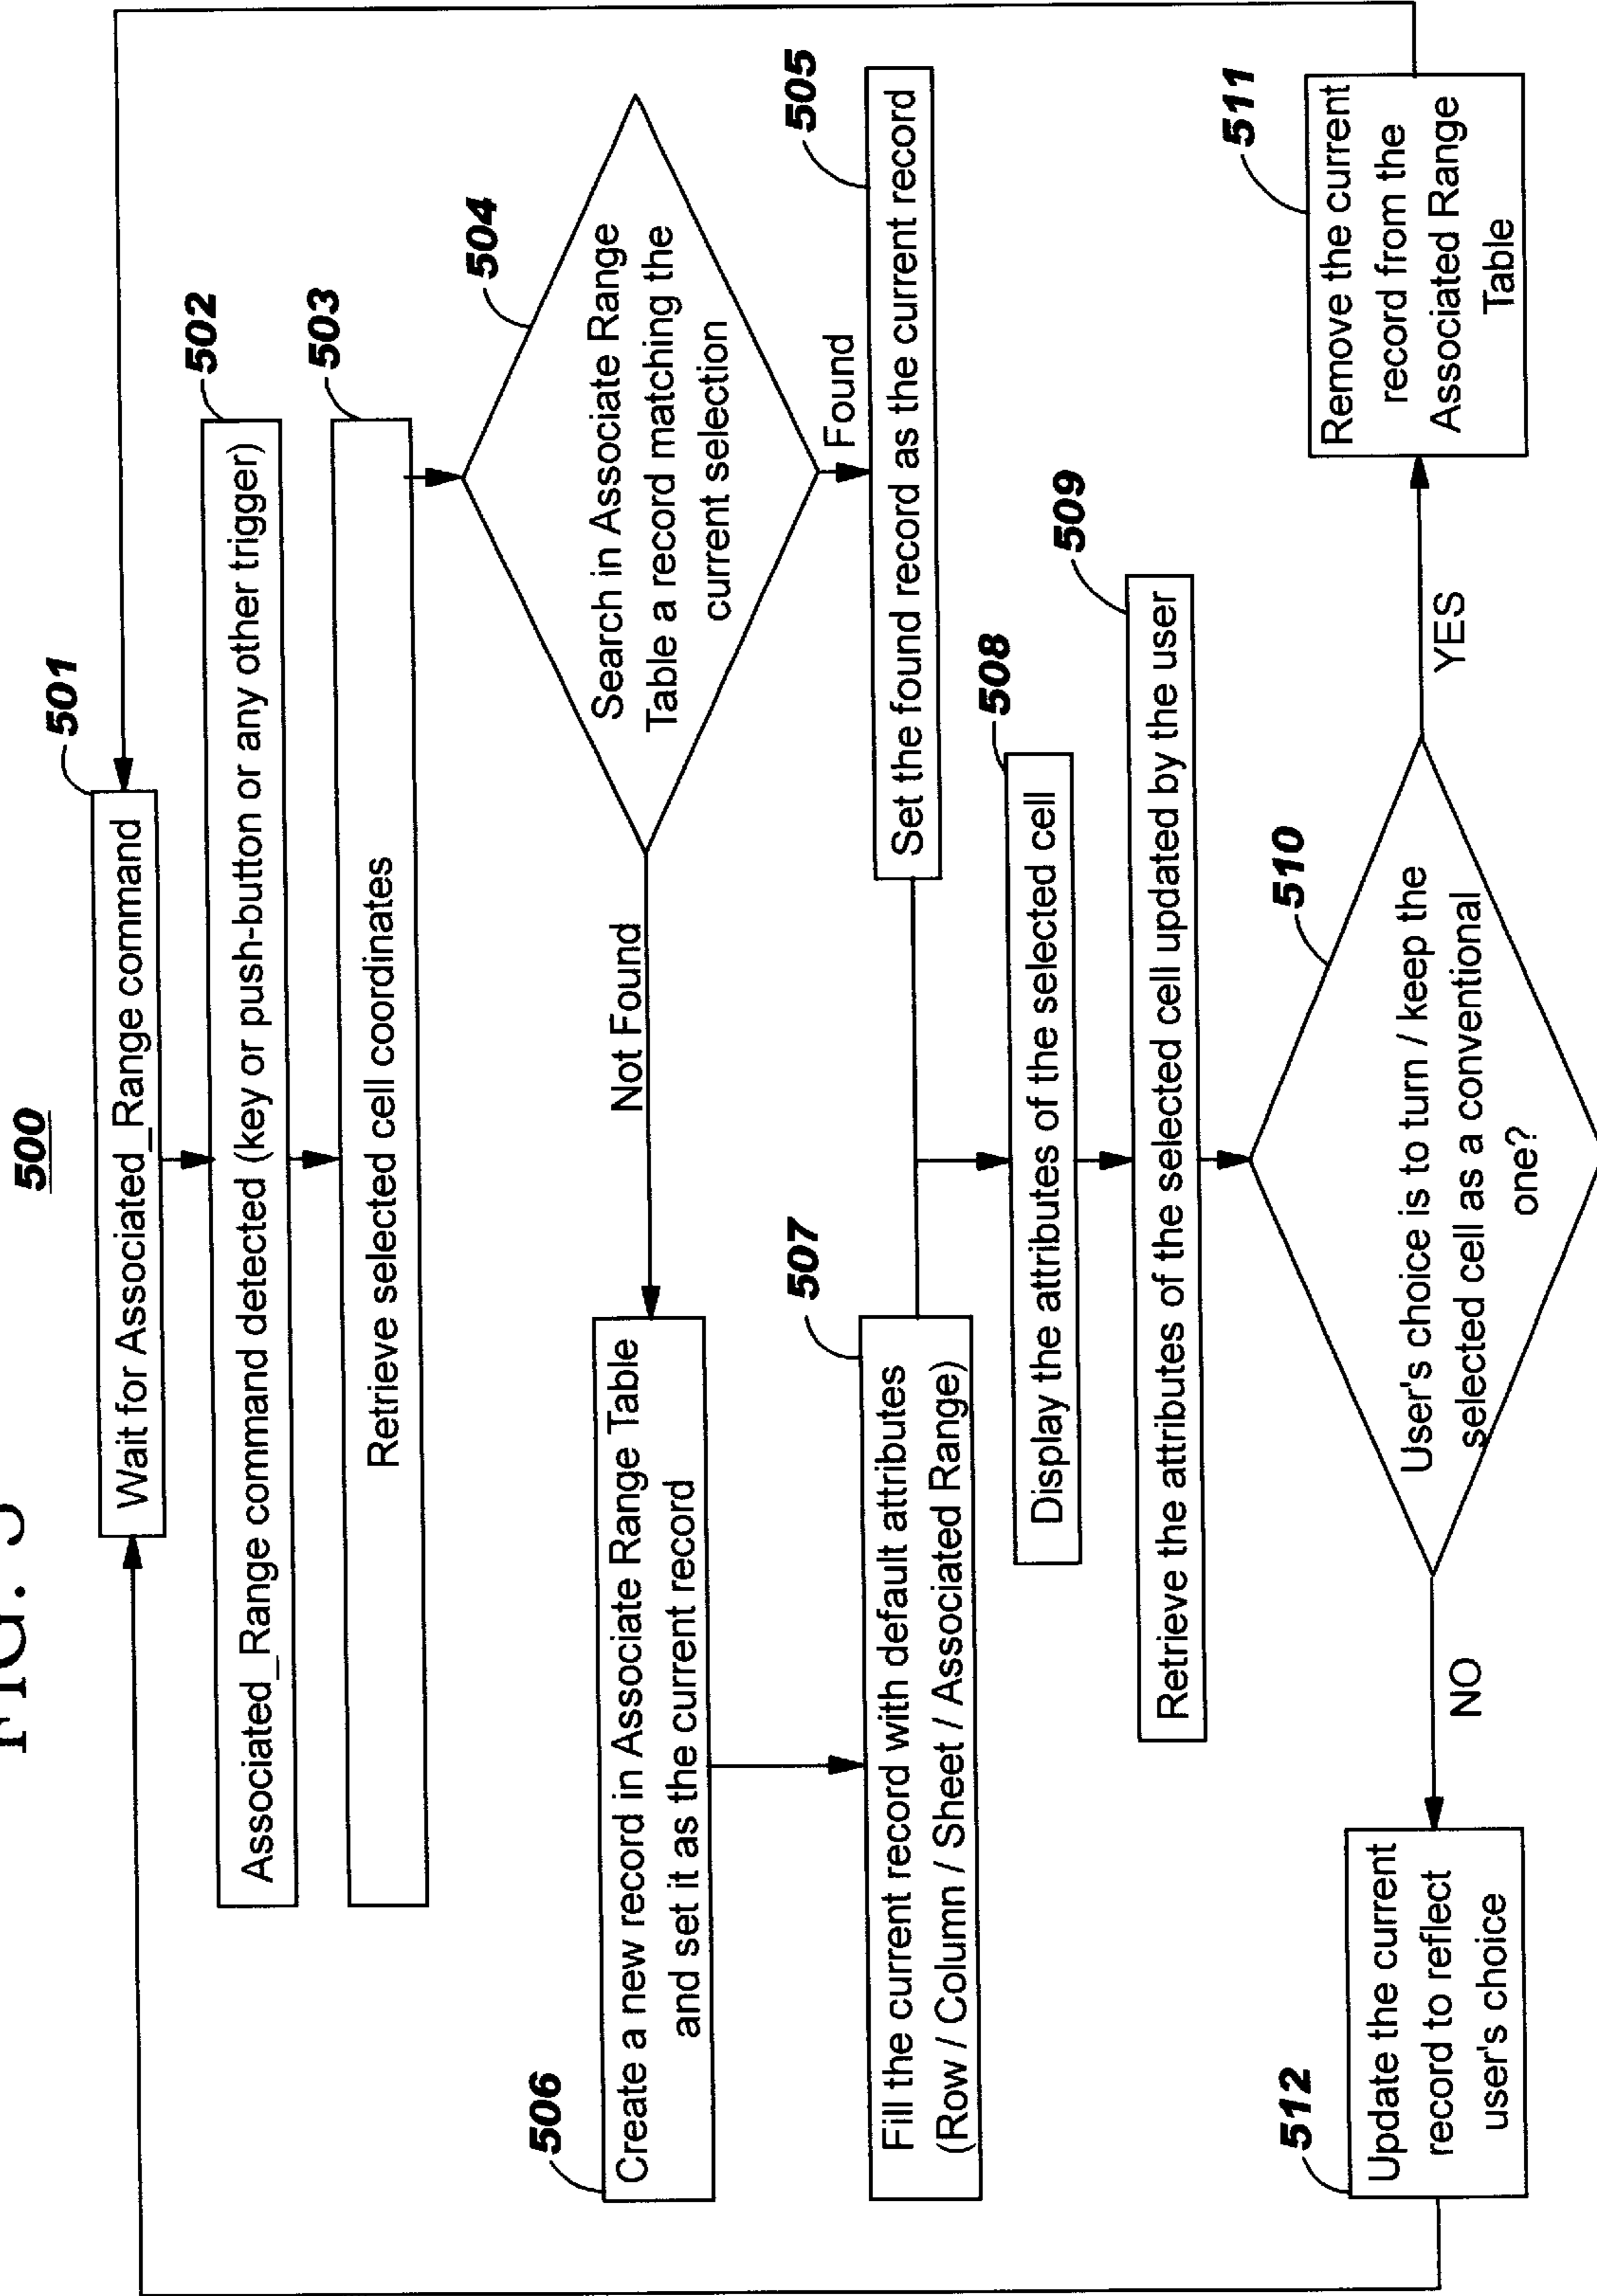 FIG. 5
500
501
Wait for Associated_Range command
502
Associated_Range command detected (key or push-button or any other trigger)
503
Retrieve selected cell coordinates
504
Search in Associate Range
Table a record matching the
current selection
Not Found
Found
505
Set the found record as the current record
506
Create a new record in Associate Range Table
and set it as the current record
507
Fill the current record with default attributes
(Row / Column / Sheet / Associated Range)
508
Display the attributes of the selected cell
509
Retrieve the attributes of the selected cell updated by the user
510
User's choice is to turn / keep the
selected cell as a conventional
one?
NO
YES
511
Remove the current
record from the
Associated Range
Table
512
Update the current
record to reflect
user's choice